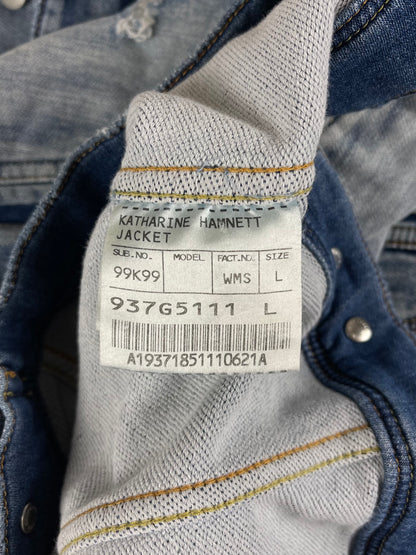 KATHARINE HAMNETT
JACKET
SUB.NO. MODEL FACT.NO. SIZE
99K99 WMS L
937G5111 L
A19371851110621A